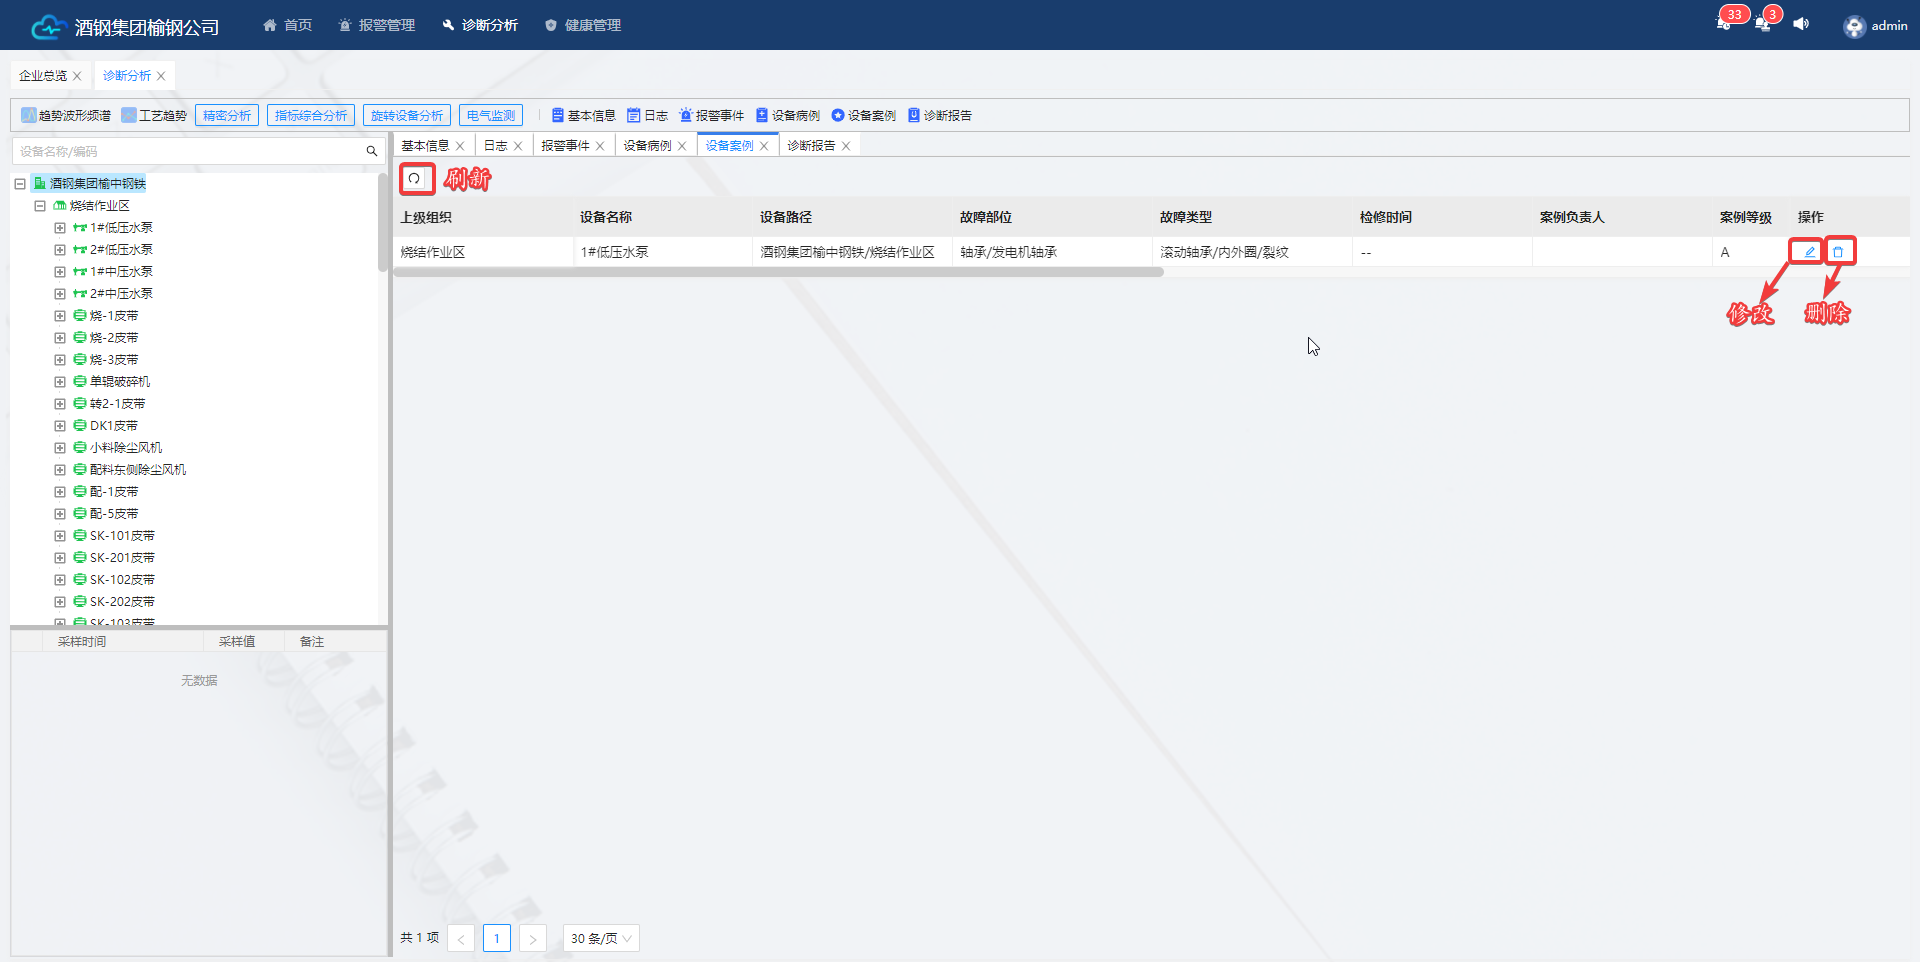 酒钢集团榆钢公司 首页 报警管理 诊断分析 健康管理 33 3 admin
企业总览 诊断分析
趋势波形频谱 工艺趋势 精密分析 指标综合分析 旋转设备分析 电气监测 基本信息 日志 报警事件 设备病例 设备案例 诊断报告
设备名称/编码
基本信息 日志 报警事件 设备病例 设备案例 诊断报告
刷新
酒钢集团榆中钢铁
烧结作业区
1#低压水泵
2#低压水泵
1#中压水泵
2#中压水泵
烧-1皮带
烧-2皮带
烧-3皮带
单辊破碎机
转2-1皮带
DK1皮带
小料除尘风机
配料东侧除尘风机
配-1皮带
配-5皮带
SK-101皮带
SK-201皮带
SK-102皮带
SK-202皮带
SK-103皮带
上级组织 设备名称 设备路径 故障部位 故障类型 检修时间 案例负责人 案例等级 操作
烧结作业区 1#低压水泵 酒钢集团榆中钢铁/烧结作业区 轴承/发电机轴承 滚动轴承/内外圈/裂纹 -- A
修改 删除
采样时间 采样值 备注
无数据
共 1 项 < 1 > 30 条/页